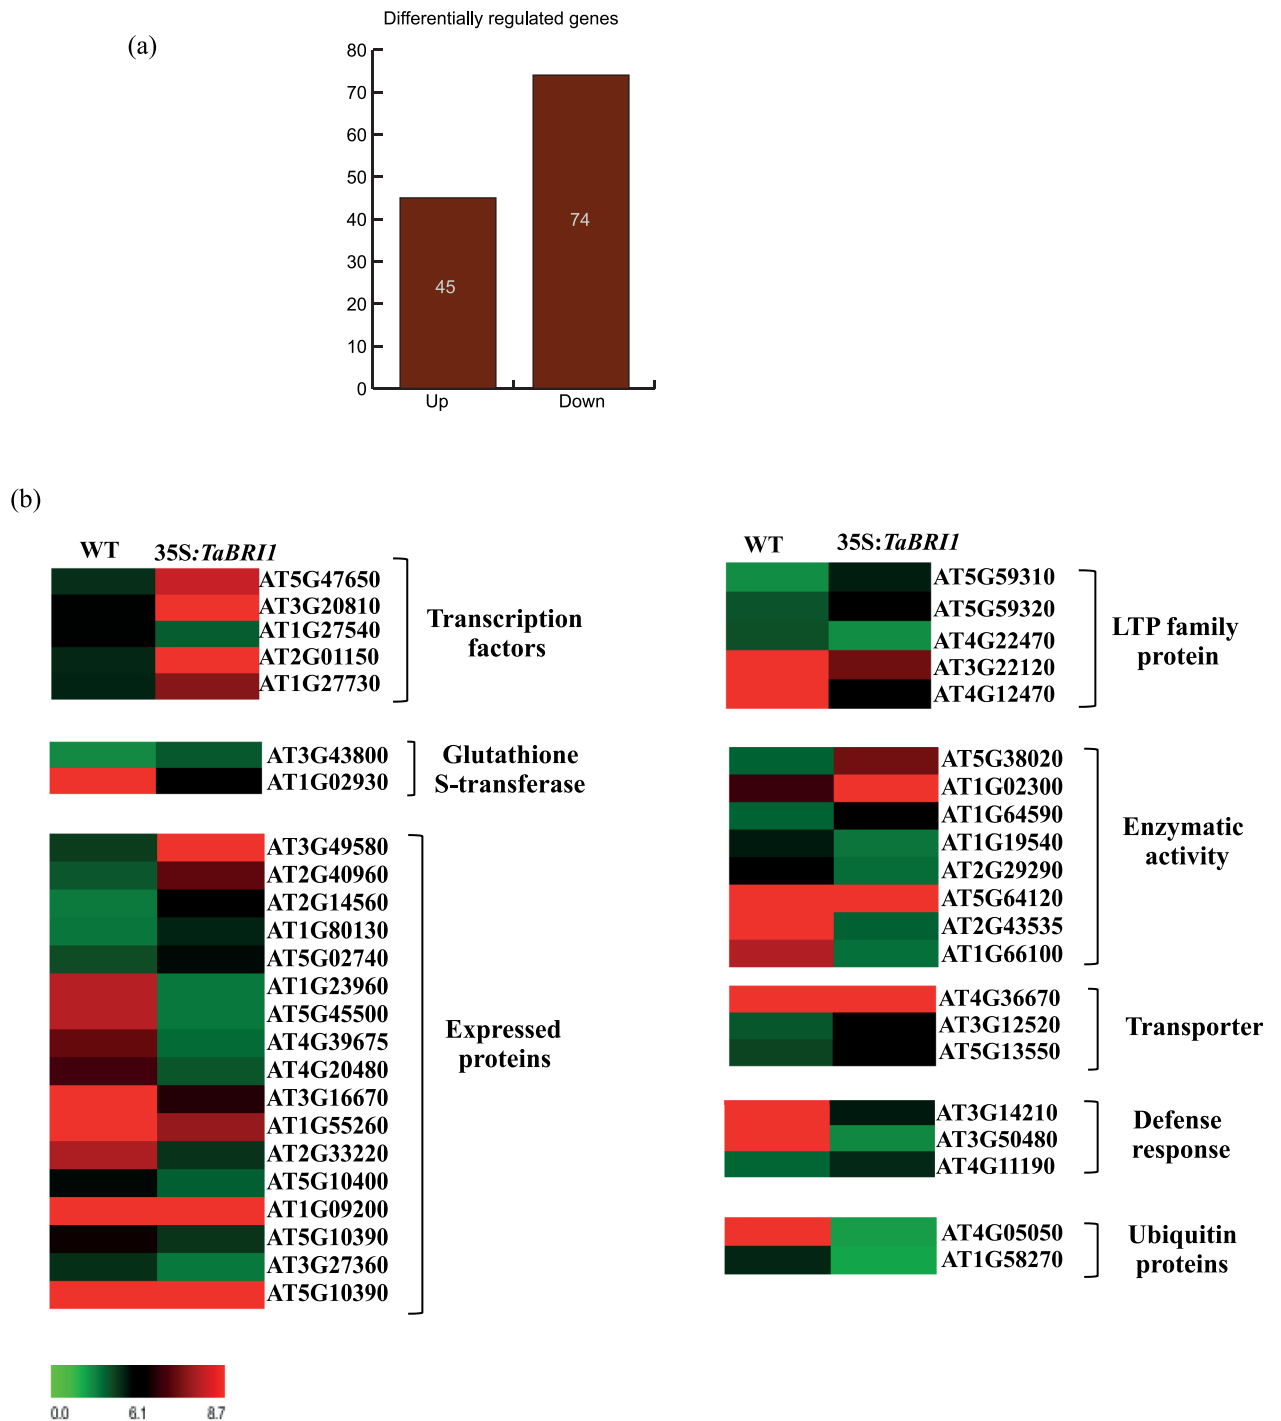 Differentially regulated genes
(a)
80
70
60
50
40
30
20
10
0
45
74
Up
Down
(b)
WT
35S:TaBRI1
AT5G47650
AT3G20810
AT1G27540
AT2G01150
AT1G27730
Transcription
factors
AT3G43800
AT1G02930
Glutathione
S-transferase
AT3G49580
AT2G40960
AT2G14560
AT1G80130
AT5G02740
AT1G23960
AT5G45500
AT4G39675
AT4G20480
AT3G16670
AT1G55260
AT2G33220
AT5G10400
AT1G09200
AT5G10390
AT3G27360
AT5G10390
Expressed
proteins
0.0
6.1
8.7
WT
35S:TaBRI1
AT5G59310
AT5G59320
AT4G22470
AT3G22120
AT4G12470
LTP family
protein
AT5G38020
AT1G02300
AT1G64590
AT1G19540
AT2G29290
AT5G64120
AT2G43535
AT1G66100
Enzymatic
activity
AT4G36670
AT3G12520
AT5G13550
Transporter
AT3G14210
AT3G50480
AT4G11190
Defense
response
AT4G05050
AT1G58270
Ubiquitin
proteins